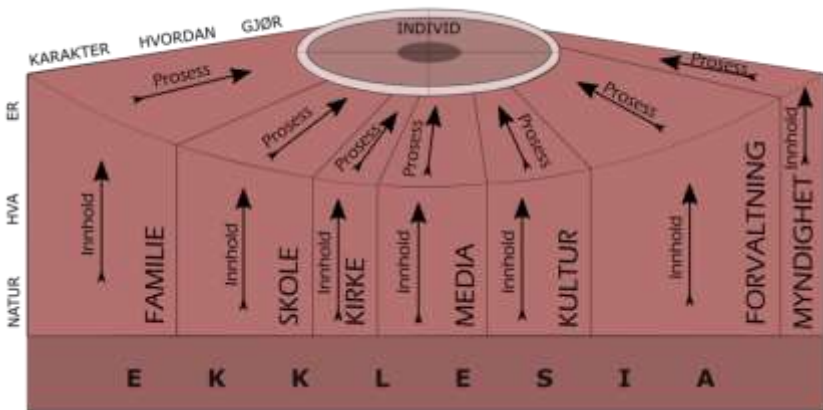 INDIVID
KARAKTER HVORDAN GJØR
Prosess
Prosess
Prosess
Prosess
Prosess
Prosess
Prosess
NATUR HVA ER
Innhold
FAMILIE
Innhold
SKOLE
Innhold
KIRKE
Innhold
MEDIA
Innhold
KULTUR
Innhold
FORVALTNING
Innhold
MYNDIGHET
E K K L E S I A